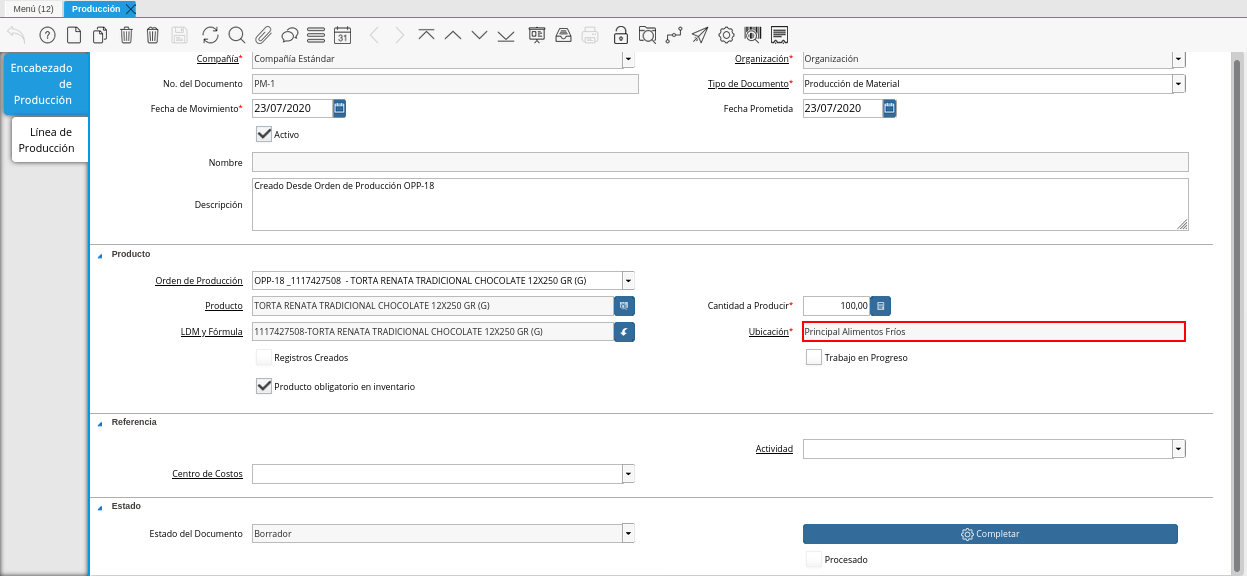 Menú (12) Producción
31
Encabezado de Producción
Línea de Producción
Compañía* Compañía Estándar Organización* Organización
No. del Documento PM-1 Tipo de Documento* Producción de Material
Fecha de Movimiento* 23/07/2020 Fecha Prometida 23/07/2020
Activo
Nombre
Descripción Creado Desde Orden de Producción OPP-18
Producto
Orden de Producción OPP-18 _1117427508 - TORTA RENATA TRADICIONAL CHOCOLATE 12X250 GR (G)
Producto TORTA RENATA TRADICIONAL CHOCOLATE 12X250 GR (G) Cantidad a Producir* 100,00
LDM y Fórmula 1117427508-TORTA RENATA TRADICIONAL CHOCOLATE 12X250 GR (G) Ubicación* Principal Alimentos Fríos
Registros Creados Trabajo en Progreso
Producto obligatorio en inventario
Referencia
Actividad
Centro de Costos
Estado
Estado del Documento Borrador Completar
Procesado